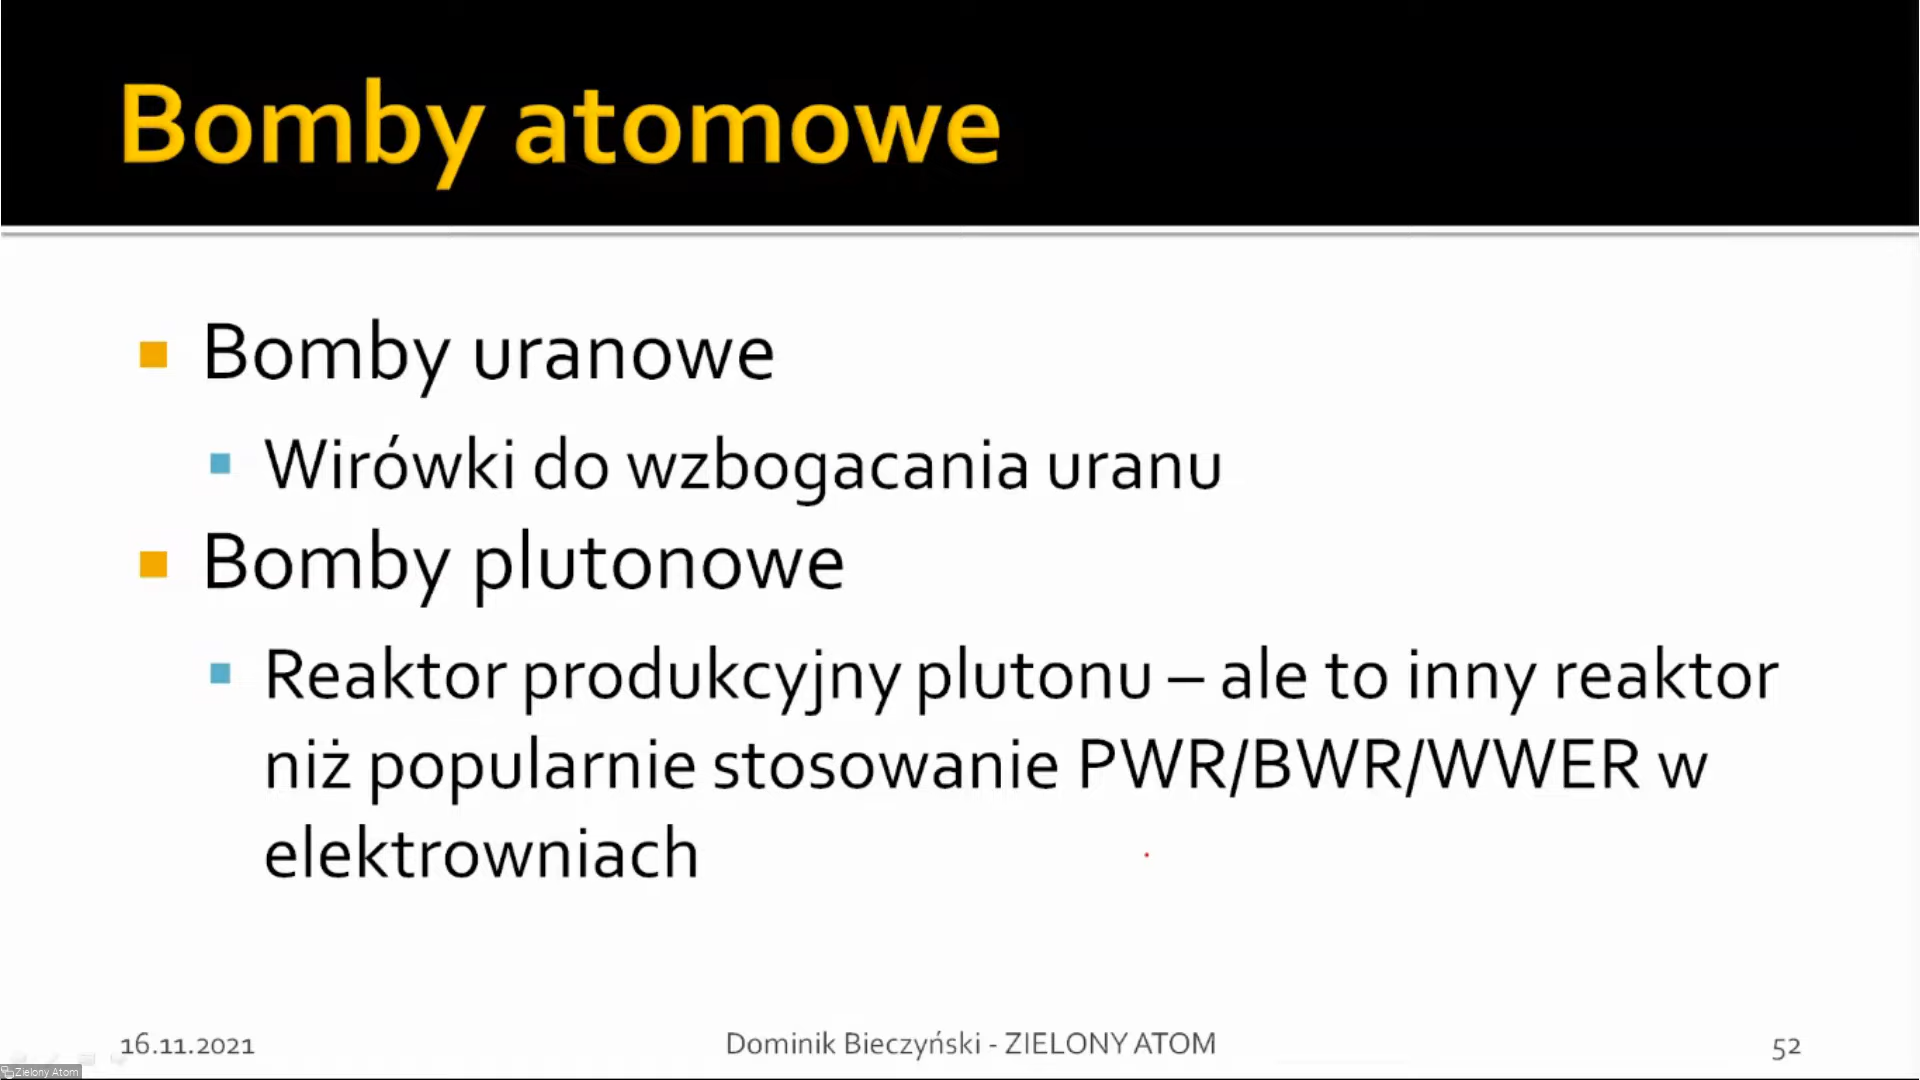 Bomby atomowe
Bomby uranowe
Wirówki do wzbogacania uranu
Bomby plutonowe
Reaktor produkcyjny plutonu – ale to inny reaktor
niż popularnie stosowanie PWR/BWR/WWER w
elektrowniach
16.11.2021
Dominik Bieczyński - ZIELONY ATOM
52
Zielony Atom